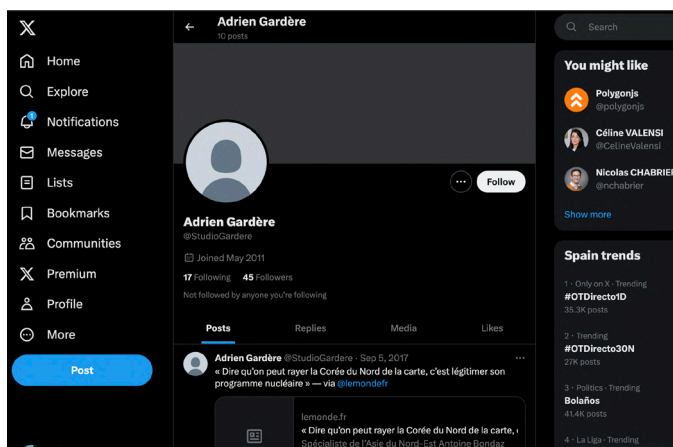 Home
Explore
1
Notifications
Messages
Lists
Bookmarks
Communities
Premium
Profile
More
Post
Adrien Gardère
10 posts
Follow
Adrien Gardère
@StudioGardere
Joined May 2011
17 Following 45 Followers
Not followed by anyone you're following
Posts Replies Media Likes
Adrien Gardère @StudioGardere · Sep 5, 2017
« Dire qu'on peut rayer la Corée du Nord de la carte, c'est légitimer son
programme nucléaire » — via @lemondefr
lemonde.fr
« Dire qu'on peut rayer la Corée du Nord de la carte,
Spécialiste de l'Asie du Nord-Est Antoine Bondaz
Search
You might like
Polygonjs
@polygonjs
Céline VALENSI
@CelineValensi
Nicolas CHABRIER
@nchabrier
Show more
Spain trends
1 · Only on X · Trending
#OTDirecto1D
35.3K posts
2 · Trending
#OTDirecto30N
27K posts
3 · Politics · Trending
Bolaños
41.4K posts
4 · La Liga · Trending